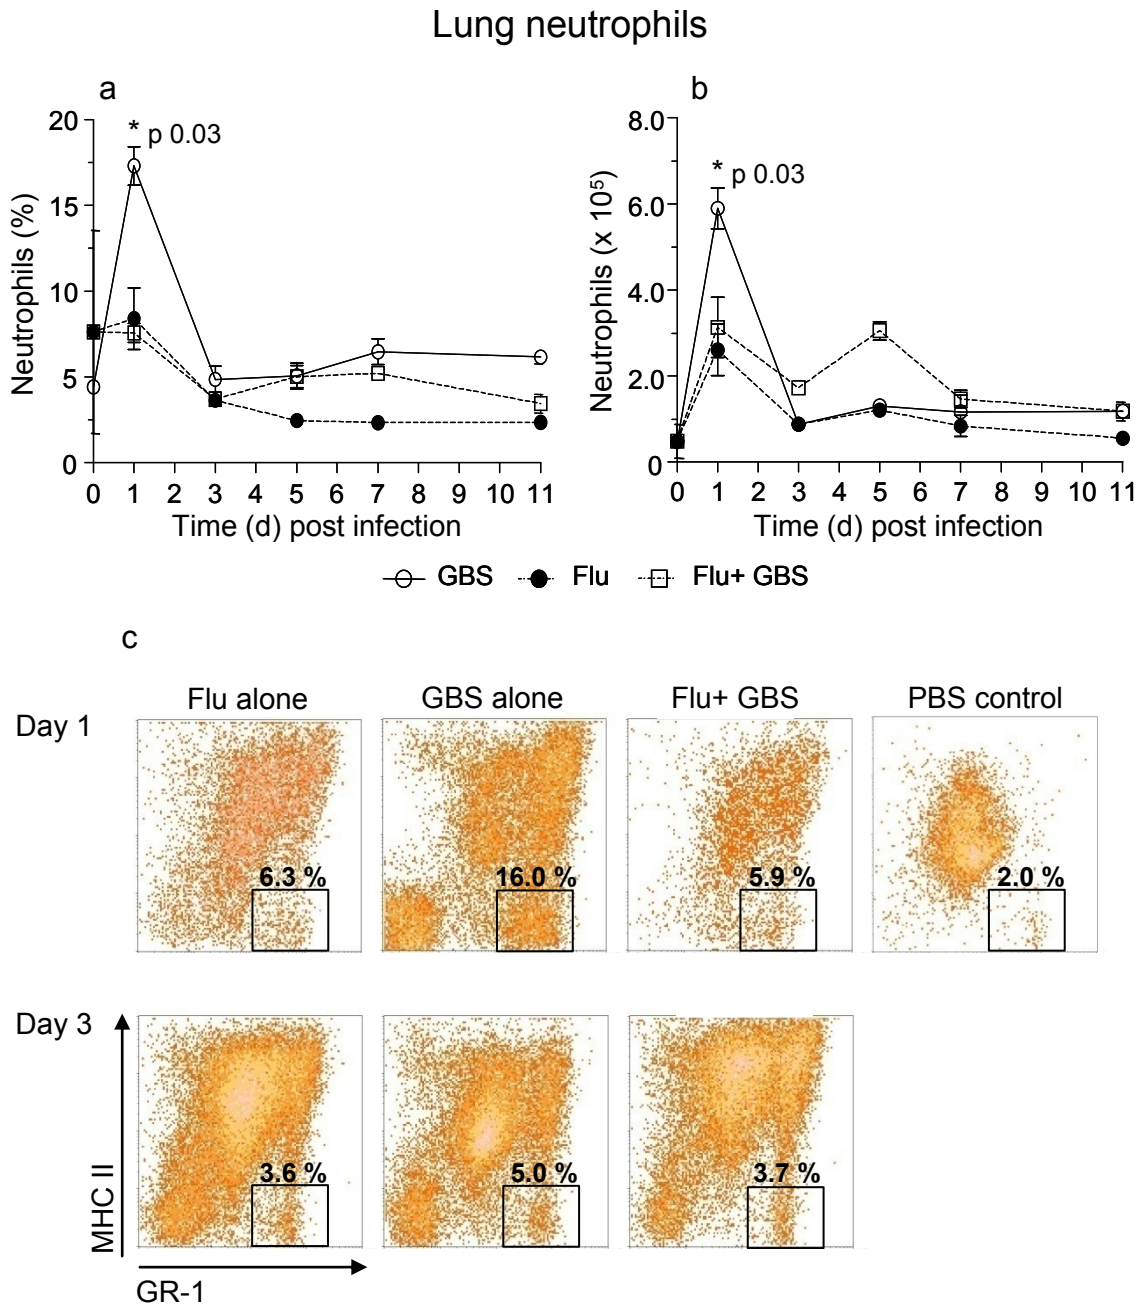 Lung neutrophils
a
b
20
15
10
5
0
Neutrophils (%)
* p 0.03
0 1 2 3 4 5 6 7 8 9 10 11
Time (d) post infection
8.0
6.0
4.0
2.0
0
Neutrophils (x 10⁵)
* p 0.03
0 1 2 3 4 5 6 7 8 9 10 11
Time (d) post infection
GBS Flu Flu+ GBS
c
Flu alone GBS alone Flu+ GBS PBS control
Day 1
6.3 % 16.0 % 5.9 % 2.0 %
Day 3
3.6 % 5.0 % 3.7 %
MHC II
GR-1